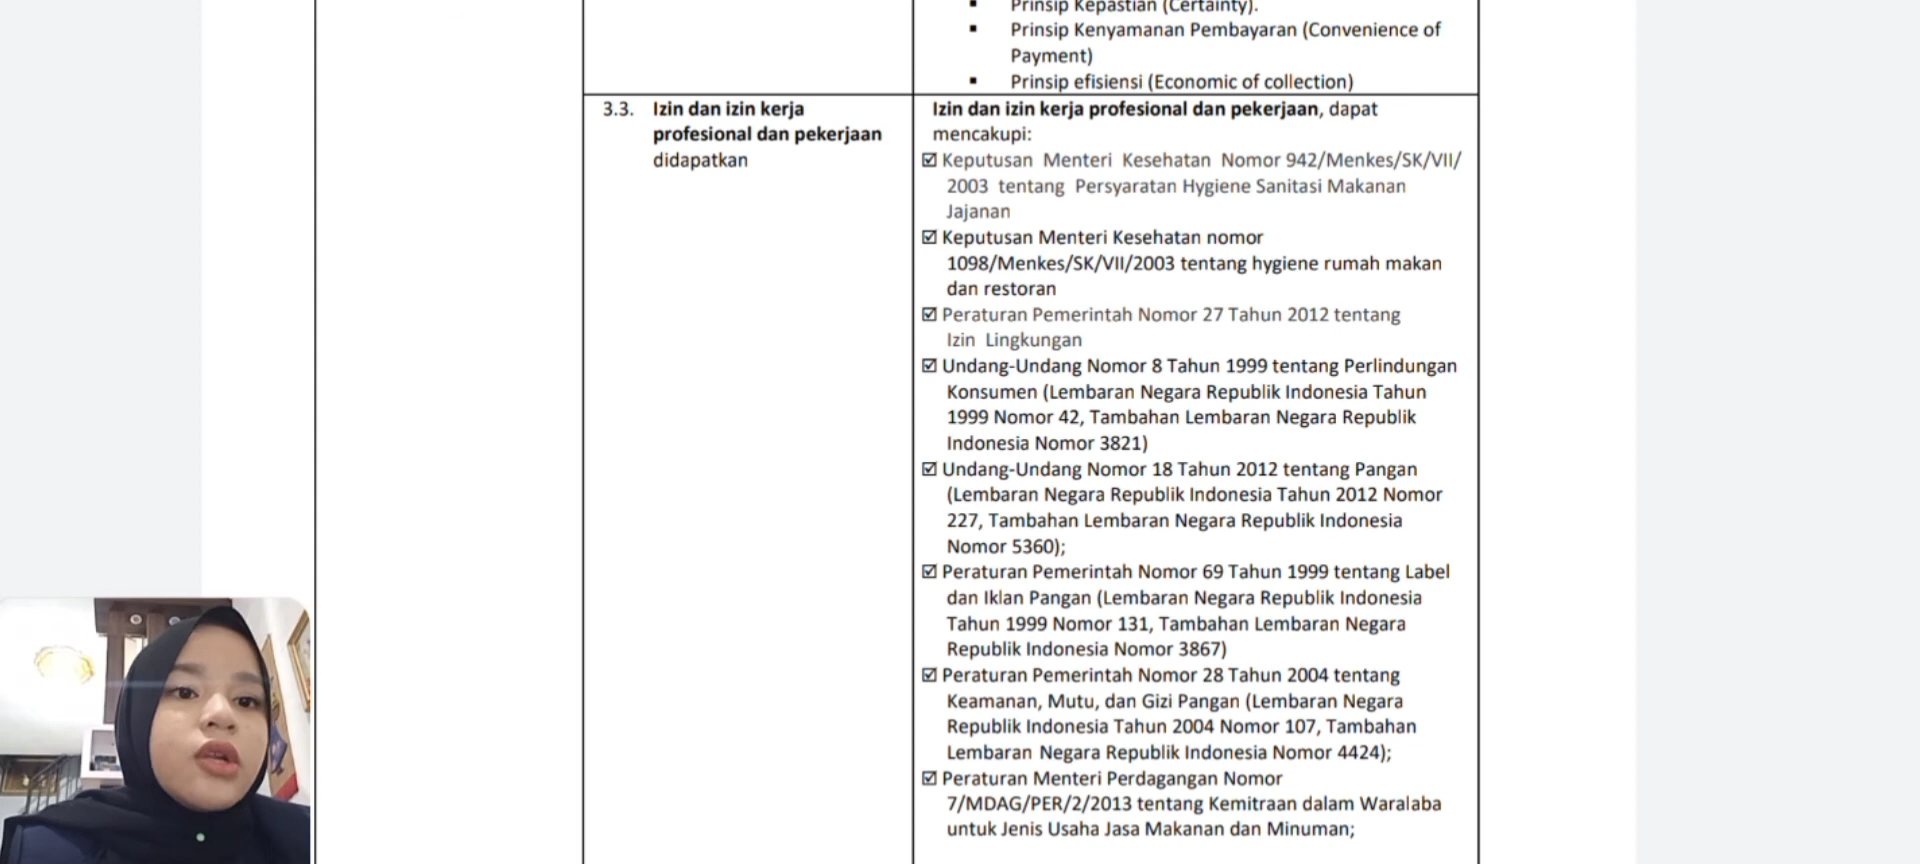 ▪ Prinsip Kepastian (Certainty).
▪ Prinsip Kenyamanan Pembayaran (Convenience of
Payment)
▪ Prinsip efisiensi (Economic of collection)
3.3. Izin dan izin kerja
profesional dan pekerjaan
didapatkan
Izin dan izin kerja profesional dan pekerjaan, dapat
mencakupi:
☑ Keputusan Menteri Kesehatan Nomor 942/Menkes/SK/VII/
2003 tentang Persyaratan Hygiene Sanitasi Makanan
Jajanan
☑ Keputusan Menteri Kesehatan nomor
1098/Menkes/SK/VII/2003 tentang hygiene rumah makan
dan restoran
☑ Peraturan Pemerintah Nomor 27 Tahun 2012 tentang
Izin Lingkungan
☑ Undang-Undang Nomor 8 Tahun 1999 tentang Perlindungan
Konsumen (Lembaran Negara Republik Indonesia Tahun
1999 Nomor 42, Tambahan Lembaran Negara Republik
Indonesia Nomor 3821)
☑ Undang-Undang Nomor 18 Tahun 2012 tentang Pangan
(Lembaran Negara Republik Indonesia Tahun 2012 Nomor
227, Tambahan Lembaran Negara Republik Indonesia
Nomor 5360);
☑ Peraturan Pemerintah Nomor 69 Tahun 1999 tentang Label
dan Iklan Pangan (Lembaran Negara Republik Indonesia
Tahun 1999 Nomor 131, Tambahan Lembaran Negara
Republik Indonesia Nomor 3867)
☑ Peraturan Pemerintah Nomor 28 Tahun 2004 tentang
Keamanan, Mutu, dan Gizi Pangan (Lembaran Negara
Republik Indonesia Tahun 2004 Nomor 107, Tambahan
Lembaran Negara Republik Indonesia Nomor 4424);
☑ Peraturan Menteri Perdagangan Nomor
7/MDAG/PER/2/2013 tentang Kemitraan dalam Waralaba
untuk Jenis Usaha Jasa Makanan dan Minuman;